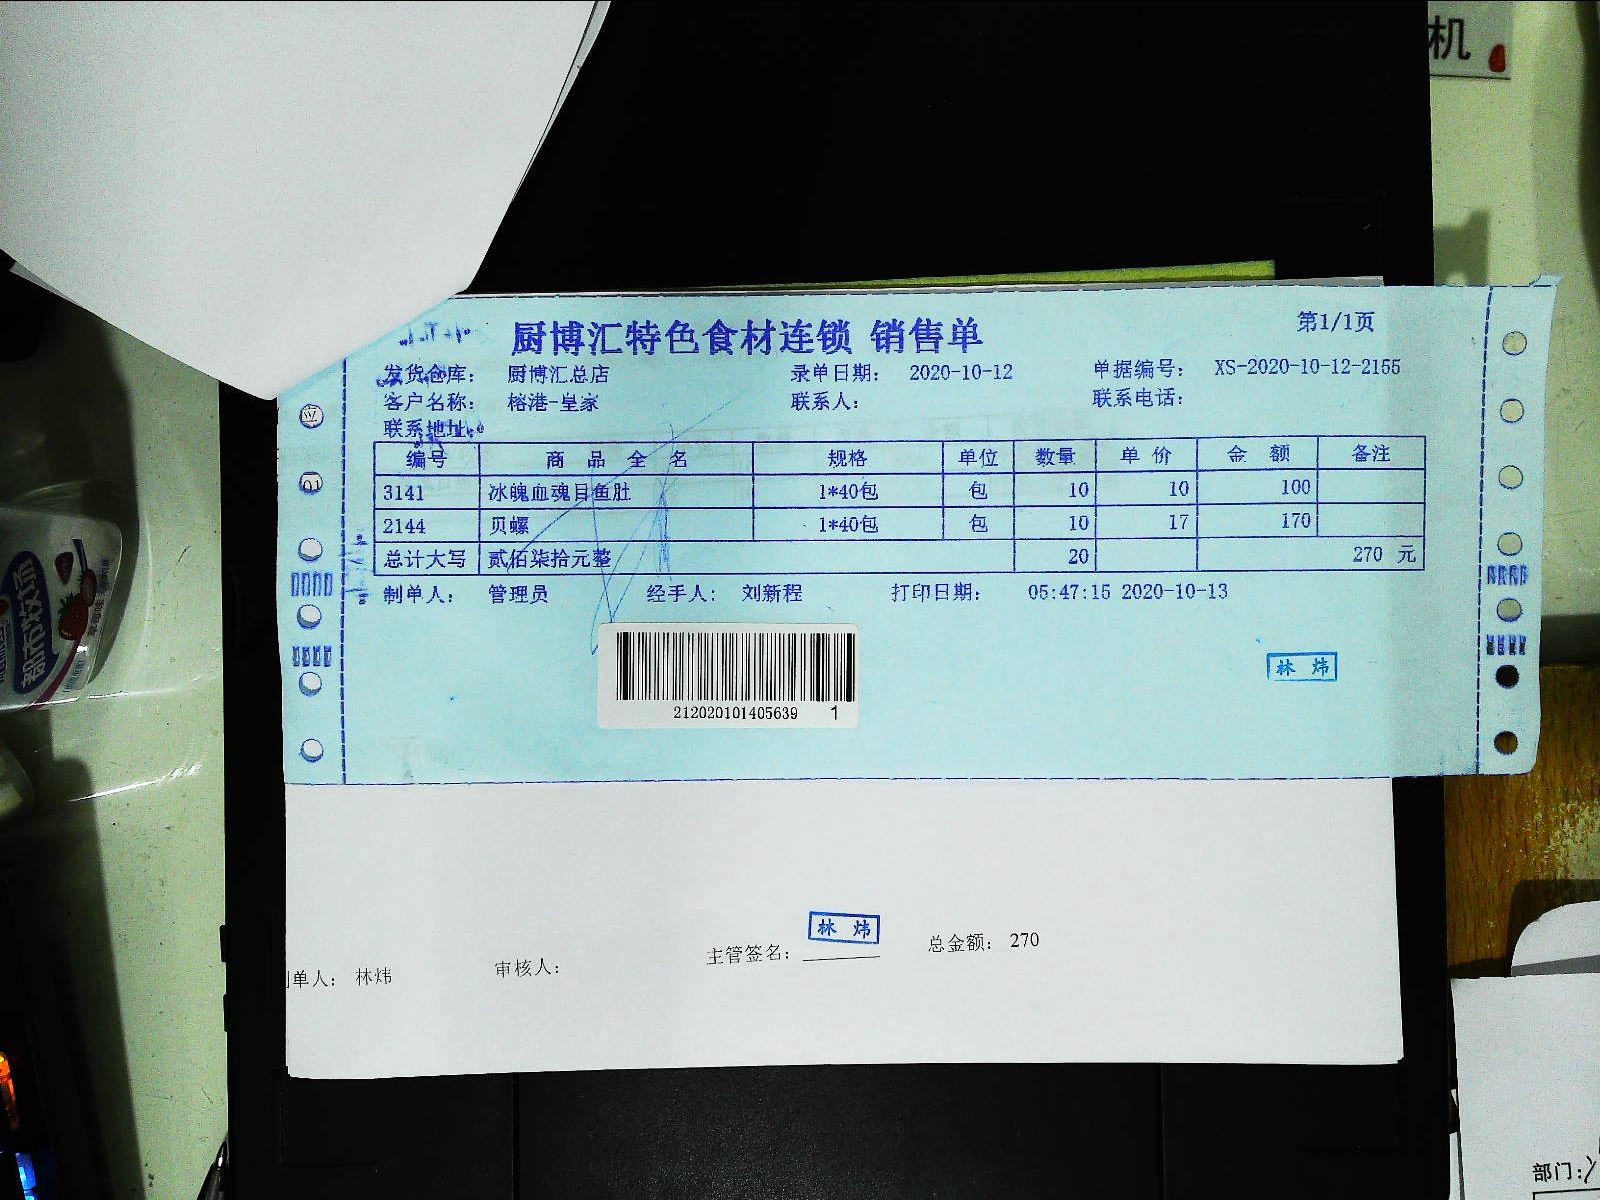 机
厨博汇特色食材连锁 销售单
第1/1页
发货仓库: 厨博汇总店 录单日期: 2020-10-12 单据编号: XS-2020-10-12-2155
客户名称: 榕港-皇家 联系人: 联系电话:
联系地址:
编号 商品全名 规格 单位 数量 单价 金额 备注
3141 冰魄血魂目鱼肚 1*40包 包 10 10 100
2144 贝螺 1*40包 包 10 17 170
总计大写 贰佰柒拾元整 20 270 元
制单人: 管理员 经手人: 刘新程 打印日期: 05:47:15 2020-10-13
林 炜
212020101405639 1
林 炜
单人: 林炜 审核人: 主管签名: 总金额: 270
部门: